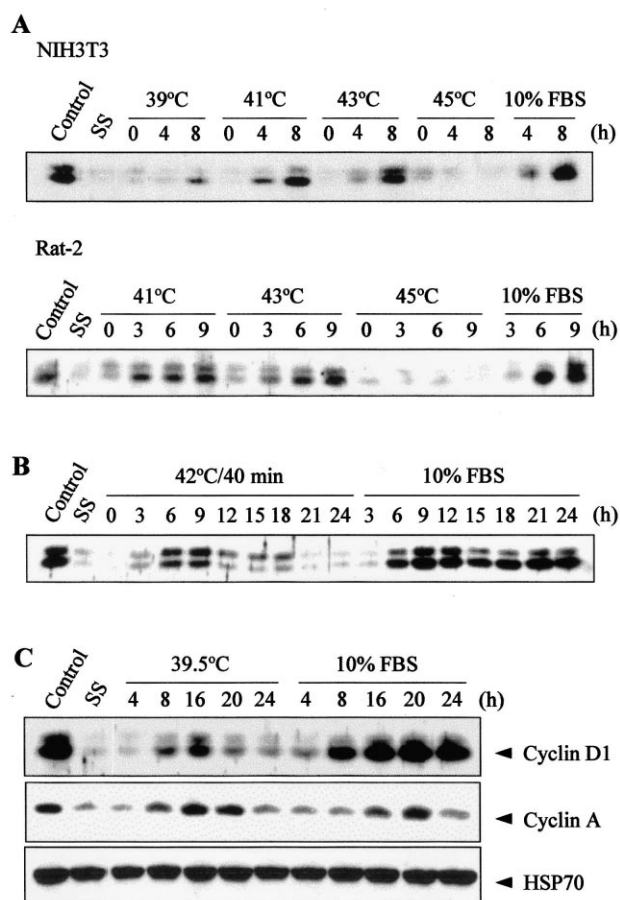 A
NIH3T3
Control SS 39ºC 41ºC 43ºC 45ºC 10% FBS
0 4 8 0 4 8 0 4 8 0 4 8 4 8 (h)
Rat-2
Control SS 41ºC 43ºC 45ºC 10% FBS
0 3 6 9 0 3 6 9 0 3 6 9 3 6 9 (h)
B
Control SS 42ºC/40 min 10% FBS
0 3 6 9 12 15 18 21 24 3 6 9 12 15 18 21 24 (h)
C
Control SS 39.5ºC 10% FBS
4 8 16 20 24 4 8 16 20 24 (h)
Cyclin D1
Cyclin A
HSP70